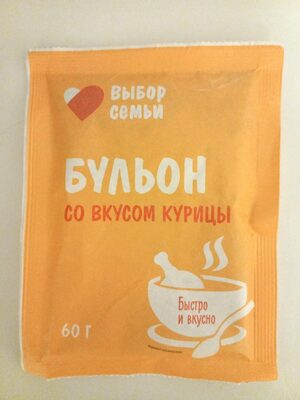 ВЫБОР
СЕМЬИ
БУЛЬОН
СО ВКУСОМ КУРИЦЫ
Быстро
и вкусно
60 г